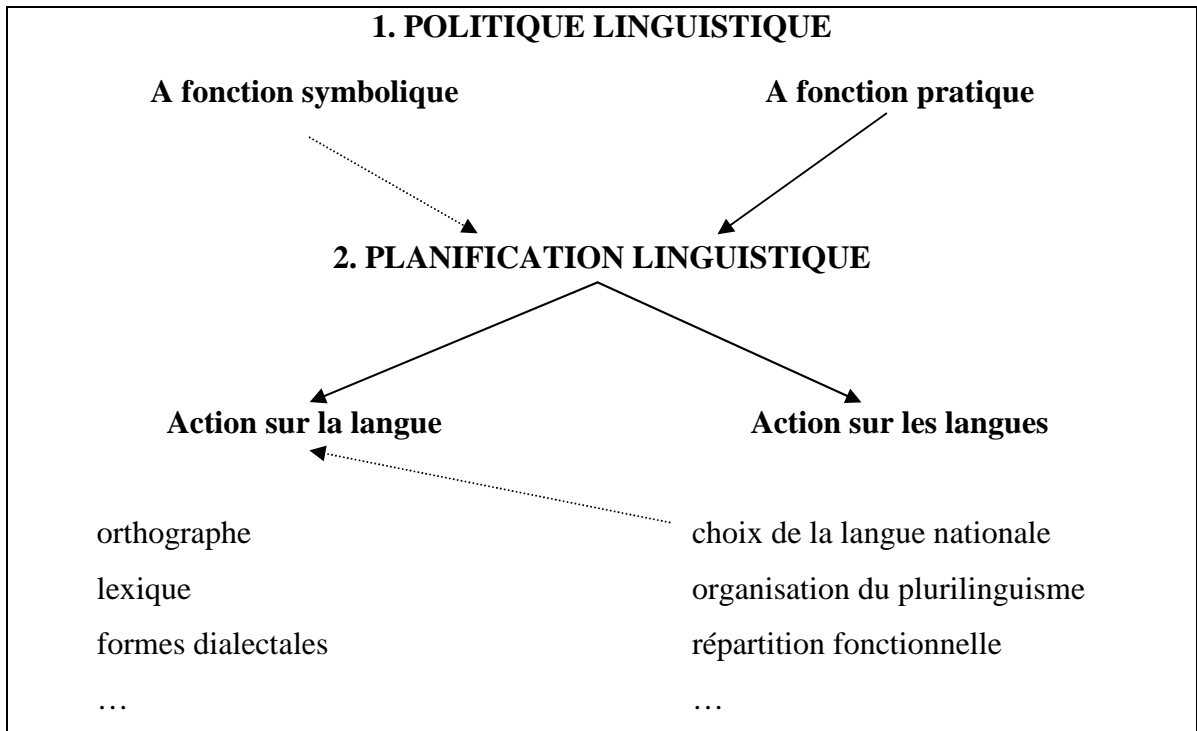 1. POLITIQUE LINGUISTIQUE
A fonction symbolique
A fonction pratique
2. PLANIFICATION LINGUISTIQUE
Action sur la langue
Action sur les langues
orthographe
lexique
formes dialectales
…
choix de la langue nationale
organisation du plurilinguisme
répartition fonctionnelle
…